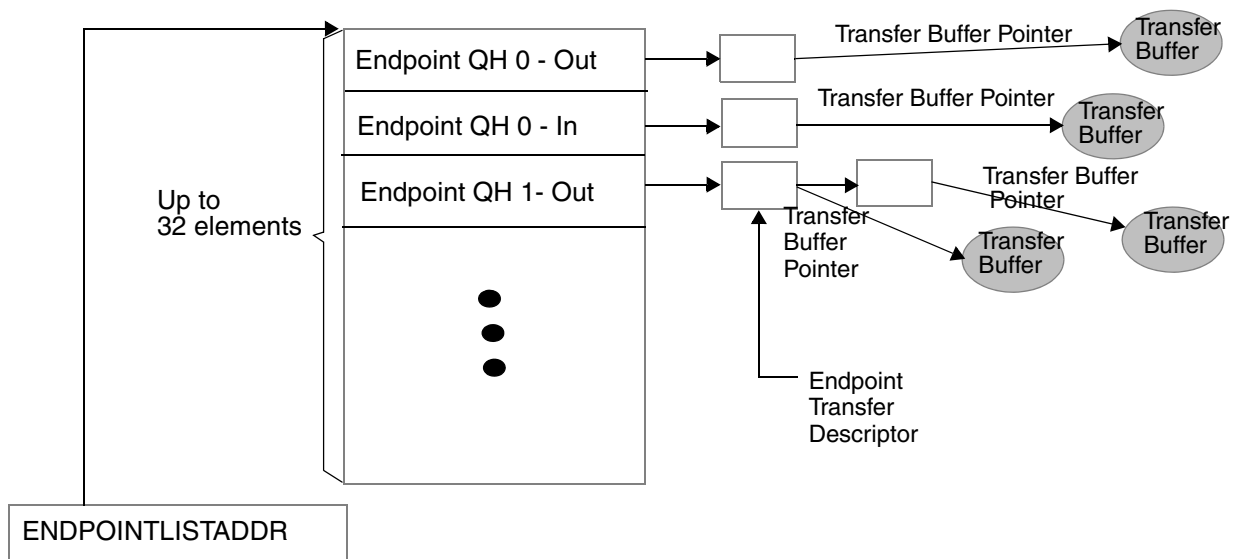 Endpoint QH 0 - Out
Transfer Buffer Pointer
Transfer
Buffer
Endpoint QH 0 - In
Transfer Buffer Pointer
Transfer
Buffer
Up to
32 elements
Endpoint QH 1- Out
Transfer Buffer
Pointer
Transfer
Buffer
Transfer
Buffer
Pointer
Transfer
Buffer
Endpoint
Transfer
Descriptor
ENDPOINTLISTADDR